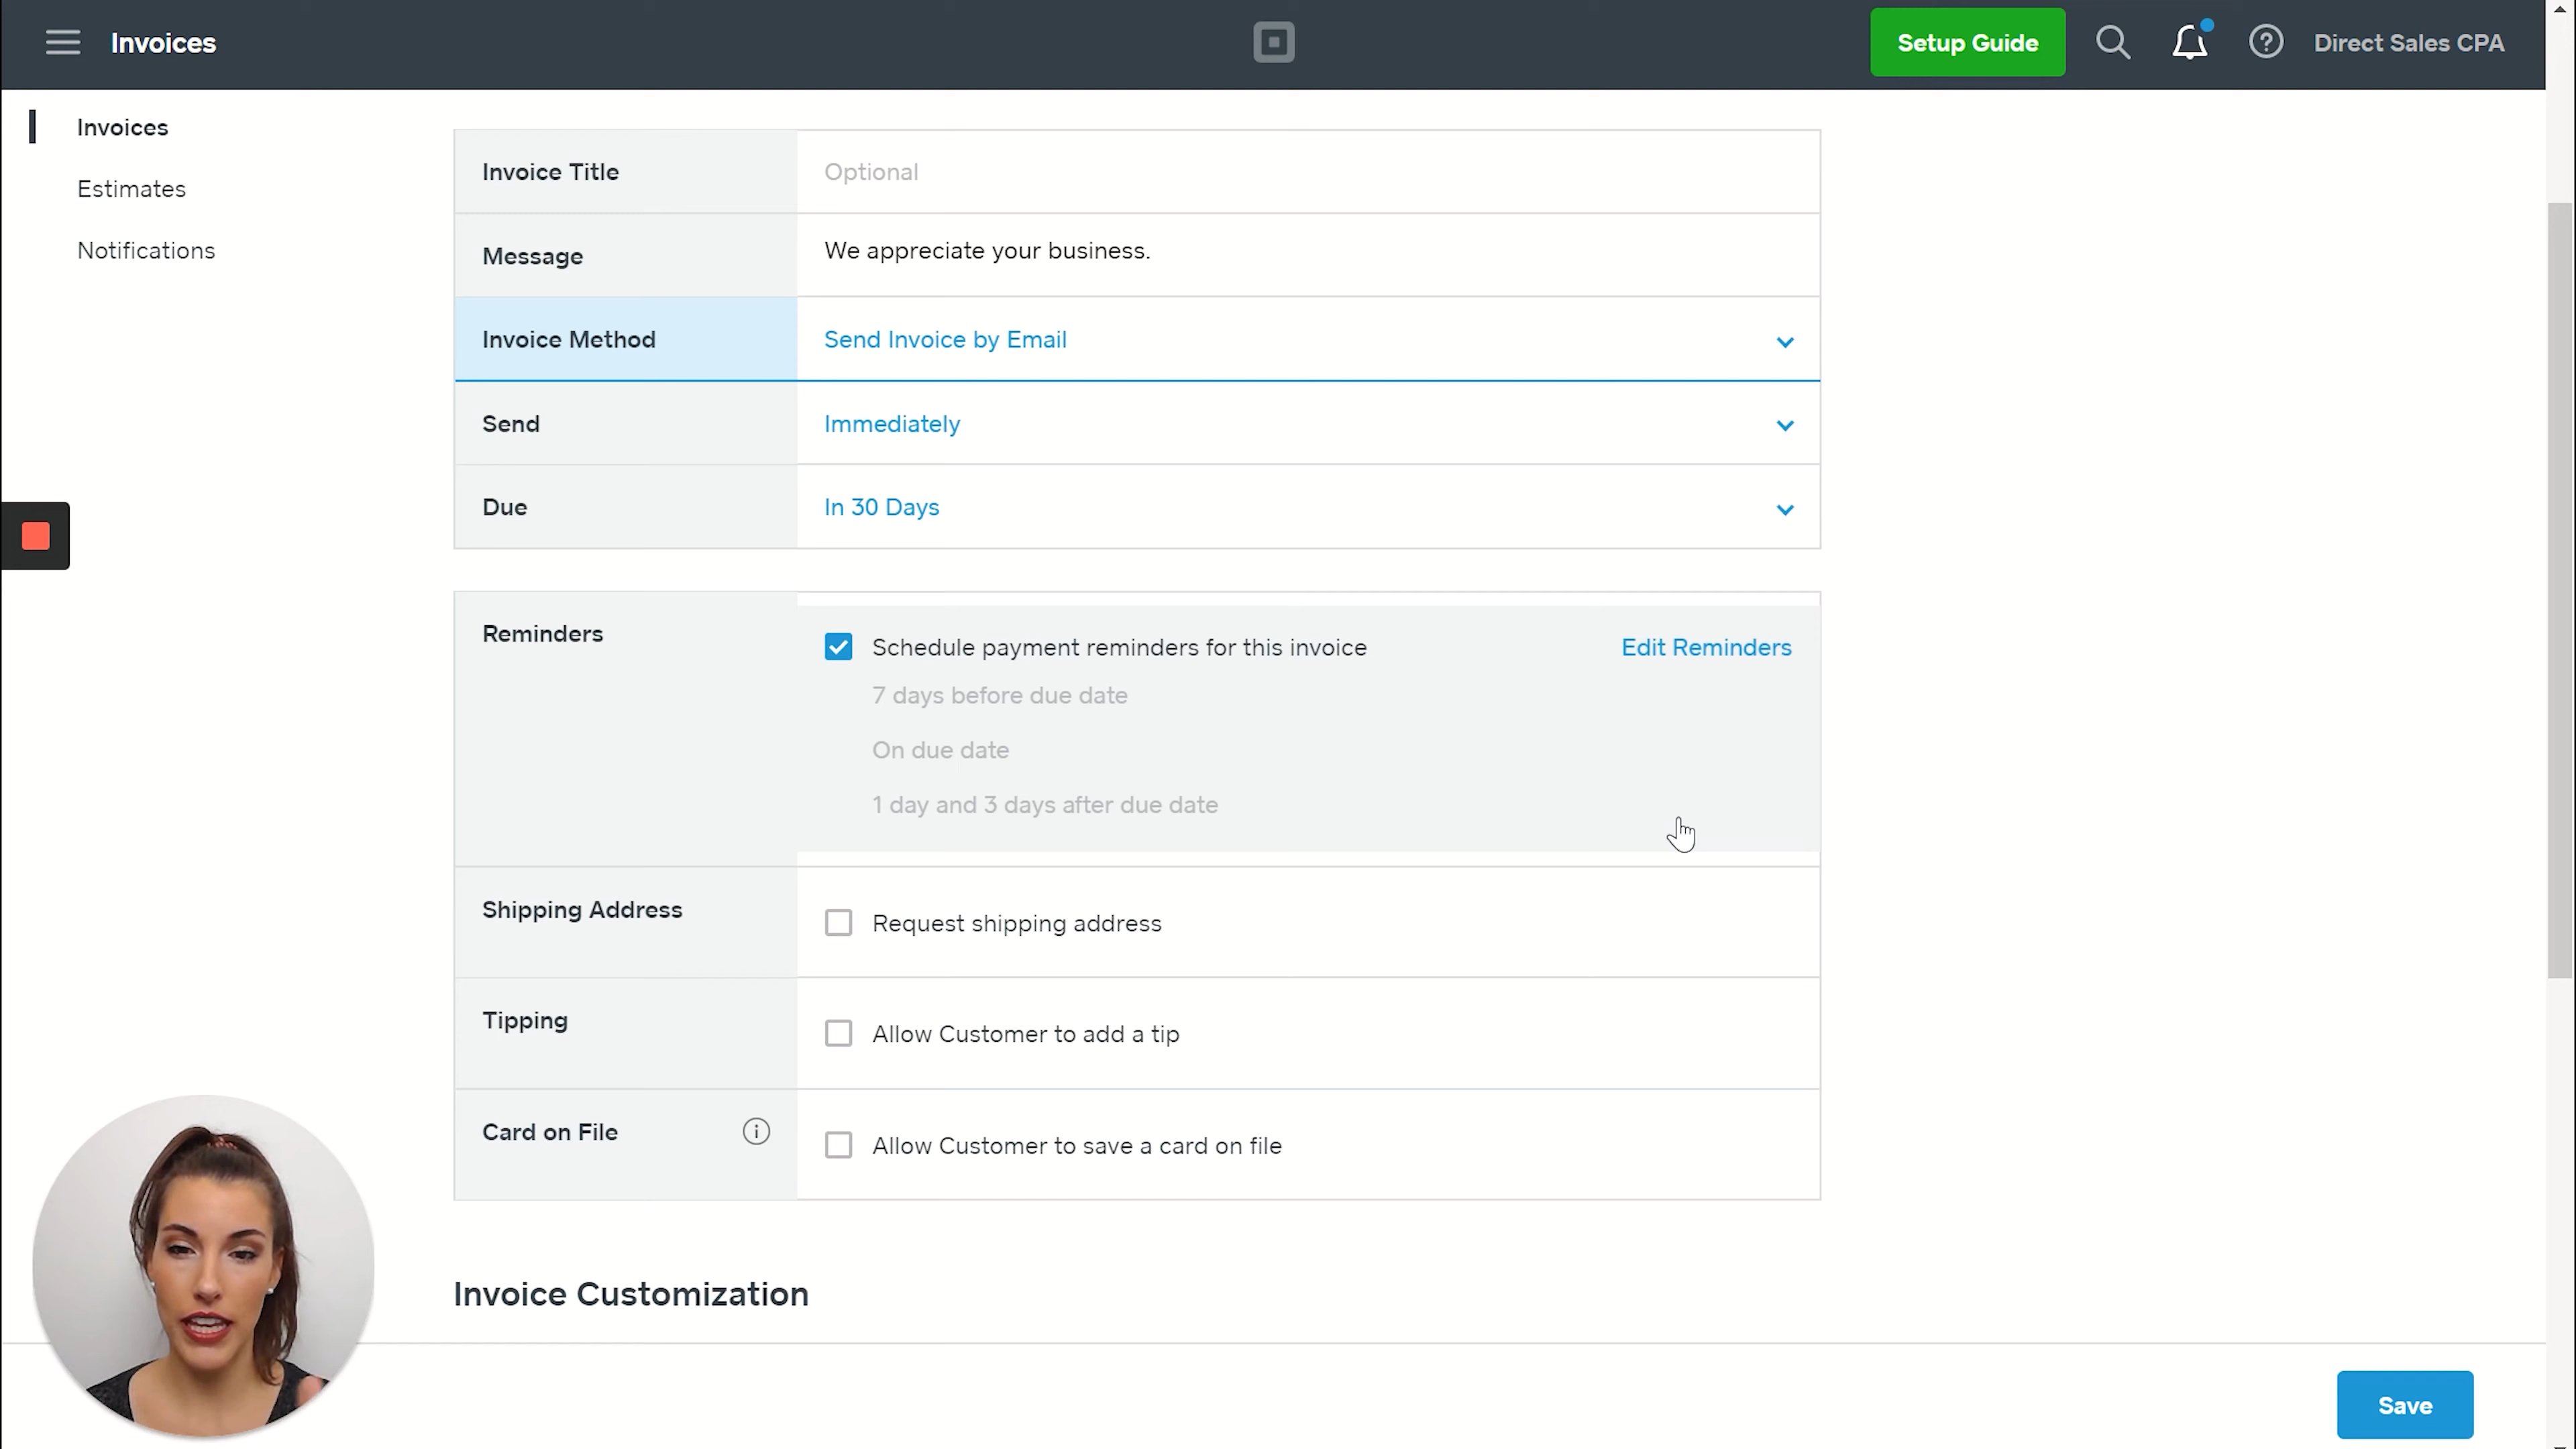 Invoices
Setup Guide
Direct Sales CPA
Invoices
Estimates
Notifications
Invoice Title
Optional
Message
We appreciate your business.
Invoice Method
Send Invoice by Email
Send
Immediately
Due
In 30 Days
Reminders
Schedule payment reminders for this invoice
Edit Reminders
7 days before due date
On due date
1 day and 3 days after due date
Shipping Address
Request shipping address
Tipping
Allow Customer to add a tip
Card on File
Allow Customer to save a card on file
Invoice Customization
Save